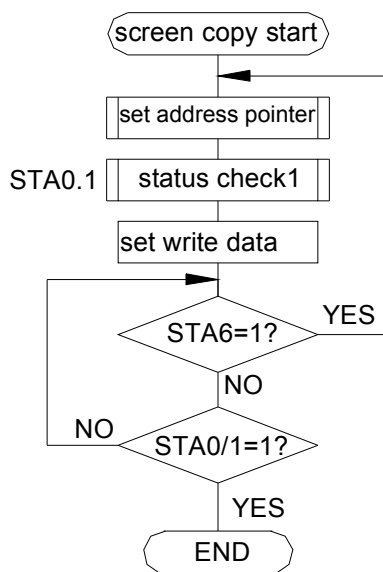 screen copy start
set address pointer
STA0.1
status check1
set write data
STA6=1?
YES
NO
NO
STA0/1=1?
YES
END